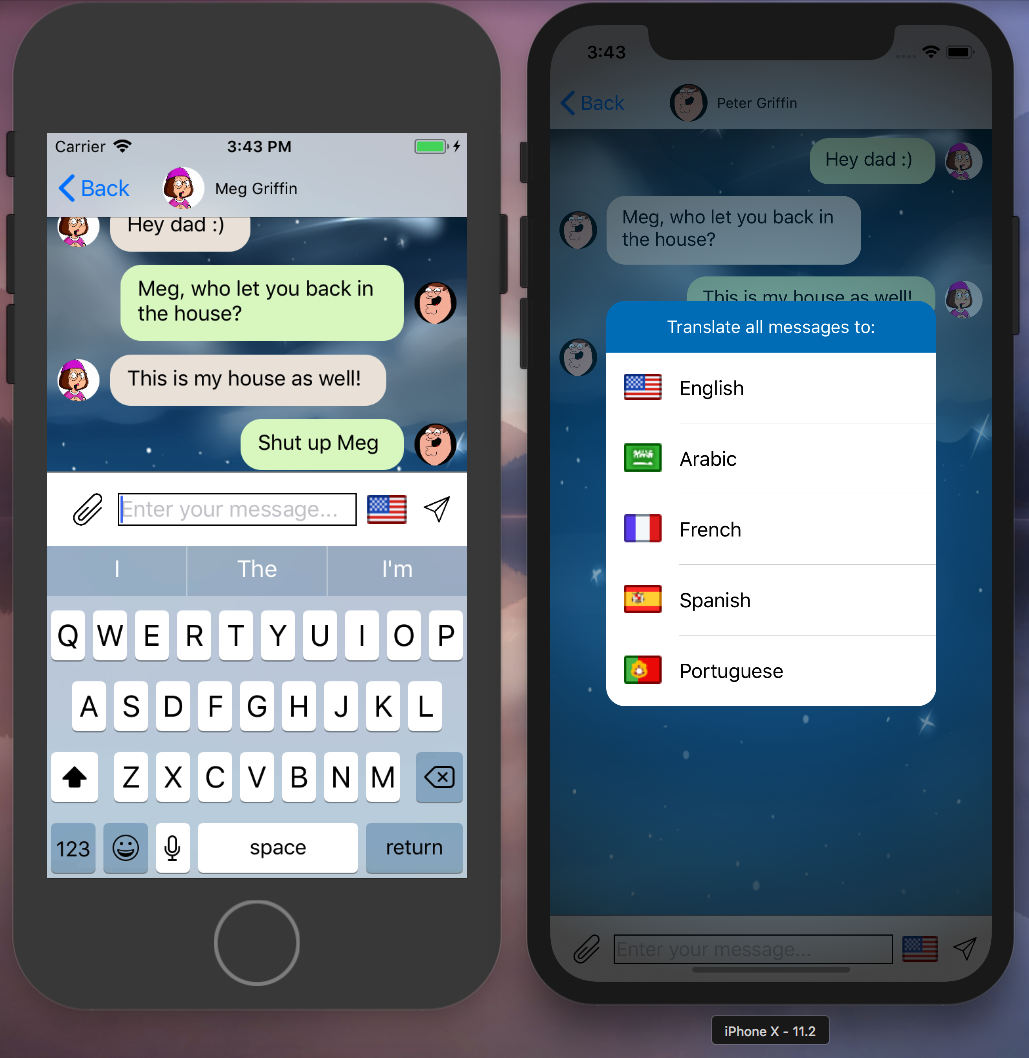 Carrier
3:43 PM
Back
Meg Griffin
Hey dad :)
Meg, who let you back in
the house?
This is my house as well!
Shut up Meg
Enter your message...
I The I'm
Q W E R T Y U I O P
A S D F G H J K L
Z X C V B N M
123 space return
3:43
Back
Peter Griffin
Hey dad :)
Meg, who let you back in
the house?
This is my house as well!
Translate all messages to:
English
Arabic
French
Spanish
Portuguese
Enter your message...
iPhone X - 11.2